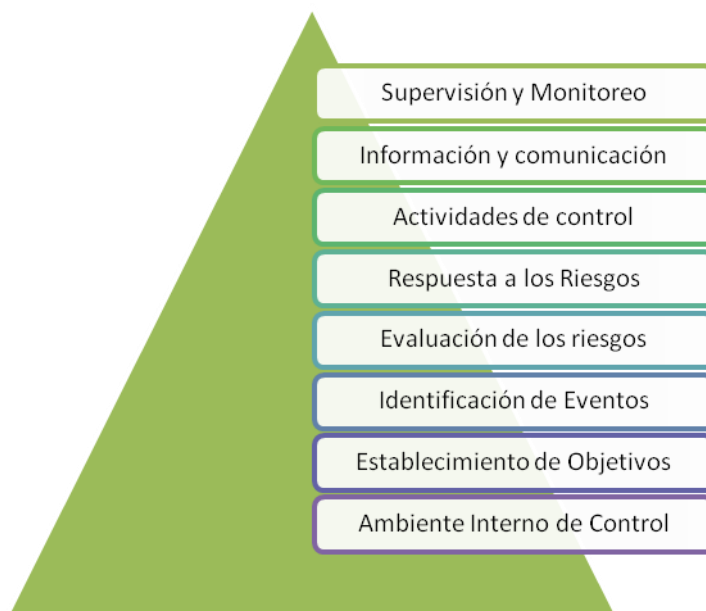 Supervisión y Monitoreo
Información y comunicación
Actividades de control
Respuesta a los Riesgos
Evaluación de los riesgos
Identificación de Eventos
Establecimiento de Objetivos
Ambiente Interno de Control